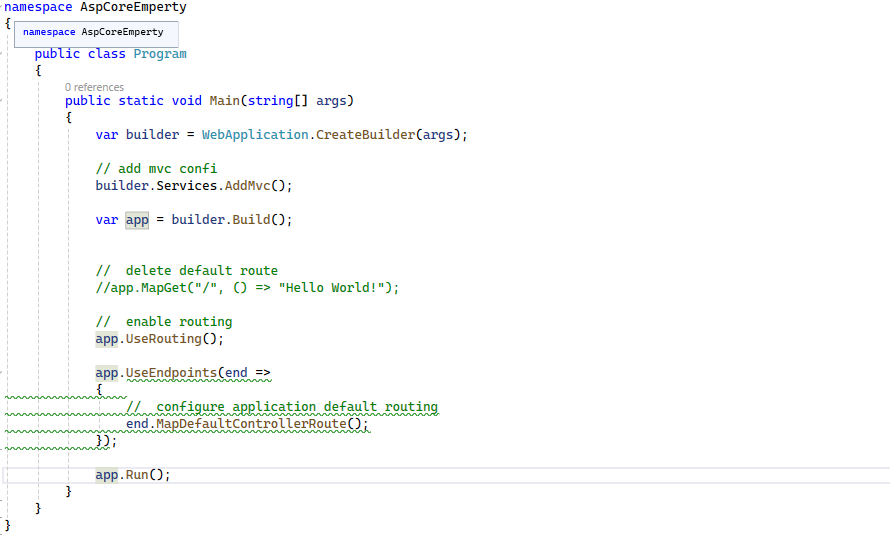 namespace AspCoreEmperty
{
namespace AspCoreEmperty
public class Program
{
0 references
public static void Main(string[] args)
{
var builder = WebApplication.CreateBuilder(args);
// add mvc confi
builder.Services.AddMvc();
var app = builder.Build();
//  delete default route
//app.MapGet("/", () => "Hello World!");
//  enable routing
app.UseRouting();
app.UseEndpoints(end =>
{
//  configure application default routing
end.MapDefaultControllerRoute();
});
app.Run();
}
}
}